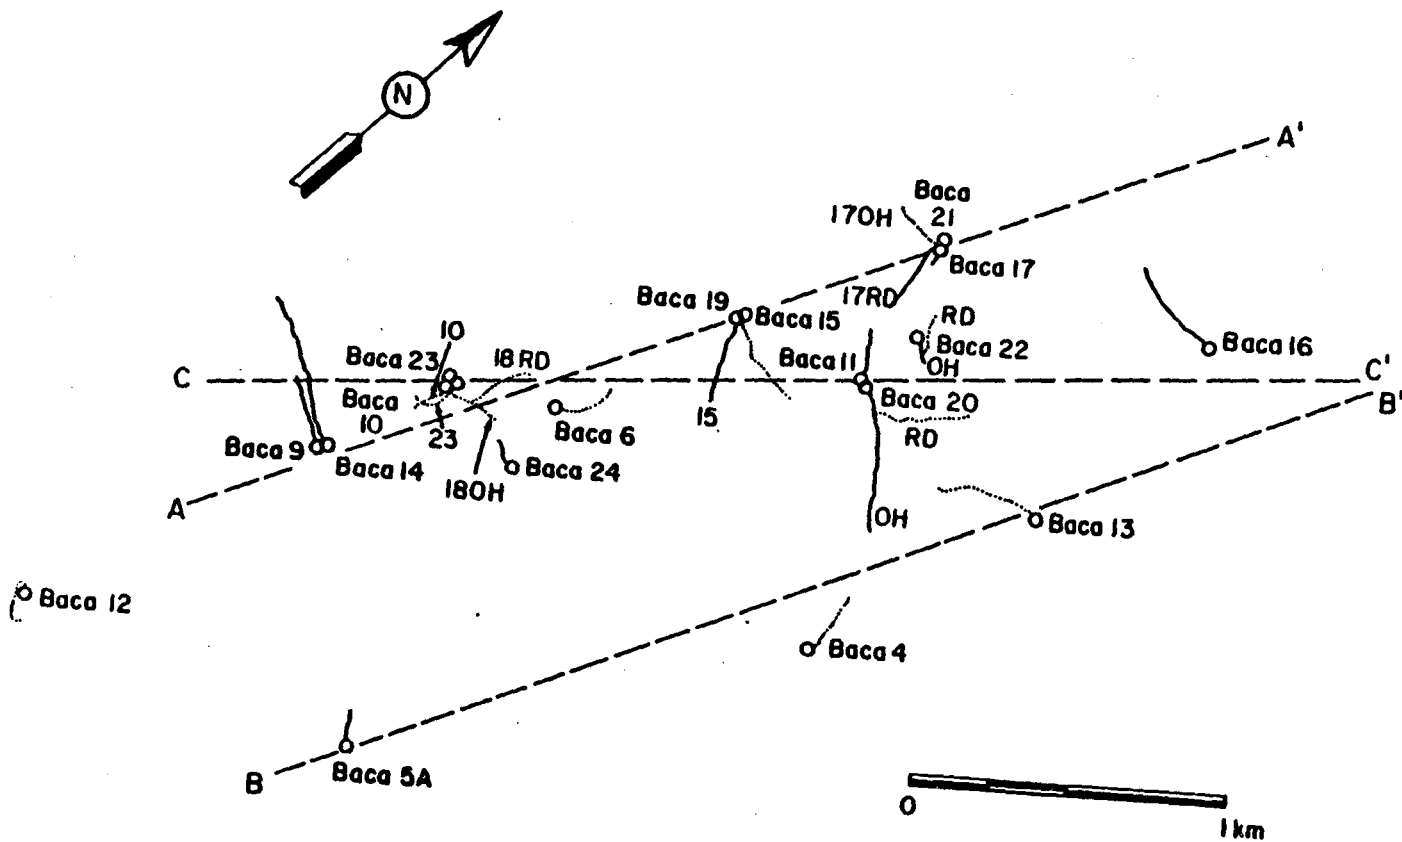 N
A'
Baca
21
17OH
Baca 17
17RD
Baca 19
Baca 15
RD
10
18 RD
Baca 11
Baca 22
OH
Baca 16
Baca 23
C
C'
Baca
10
Baca 20
B'
23
15
Baca 6
RD
Baca 9
Baca 14
Baca 24
18OH
A
OH
Baca 13
Baca 12
Baca 4
Baca 5A
B
0
1 km